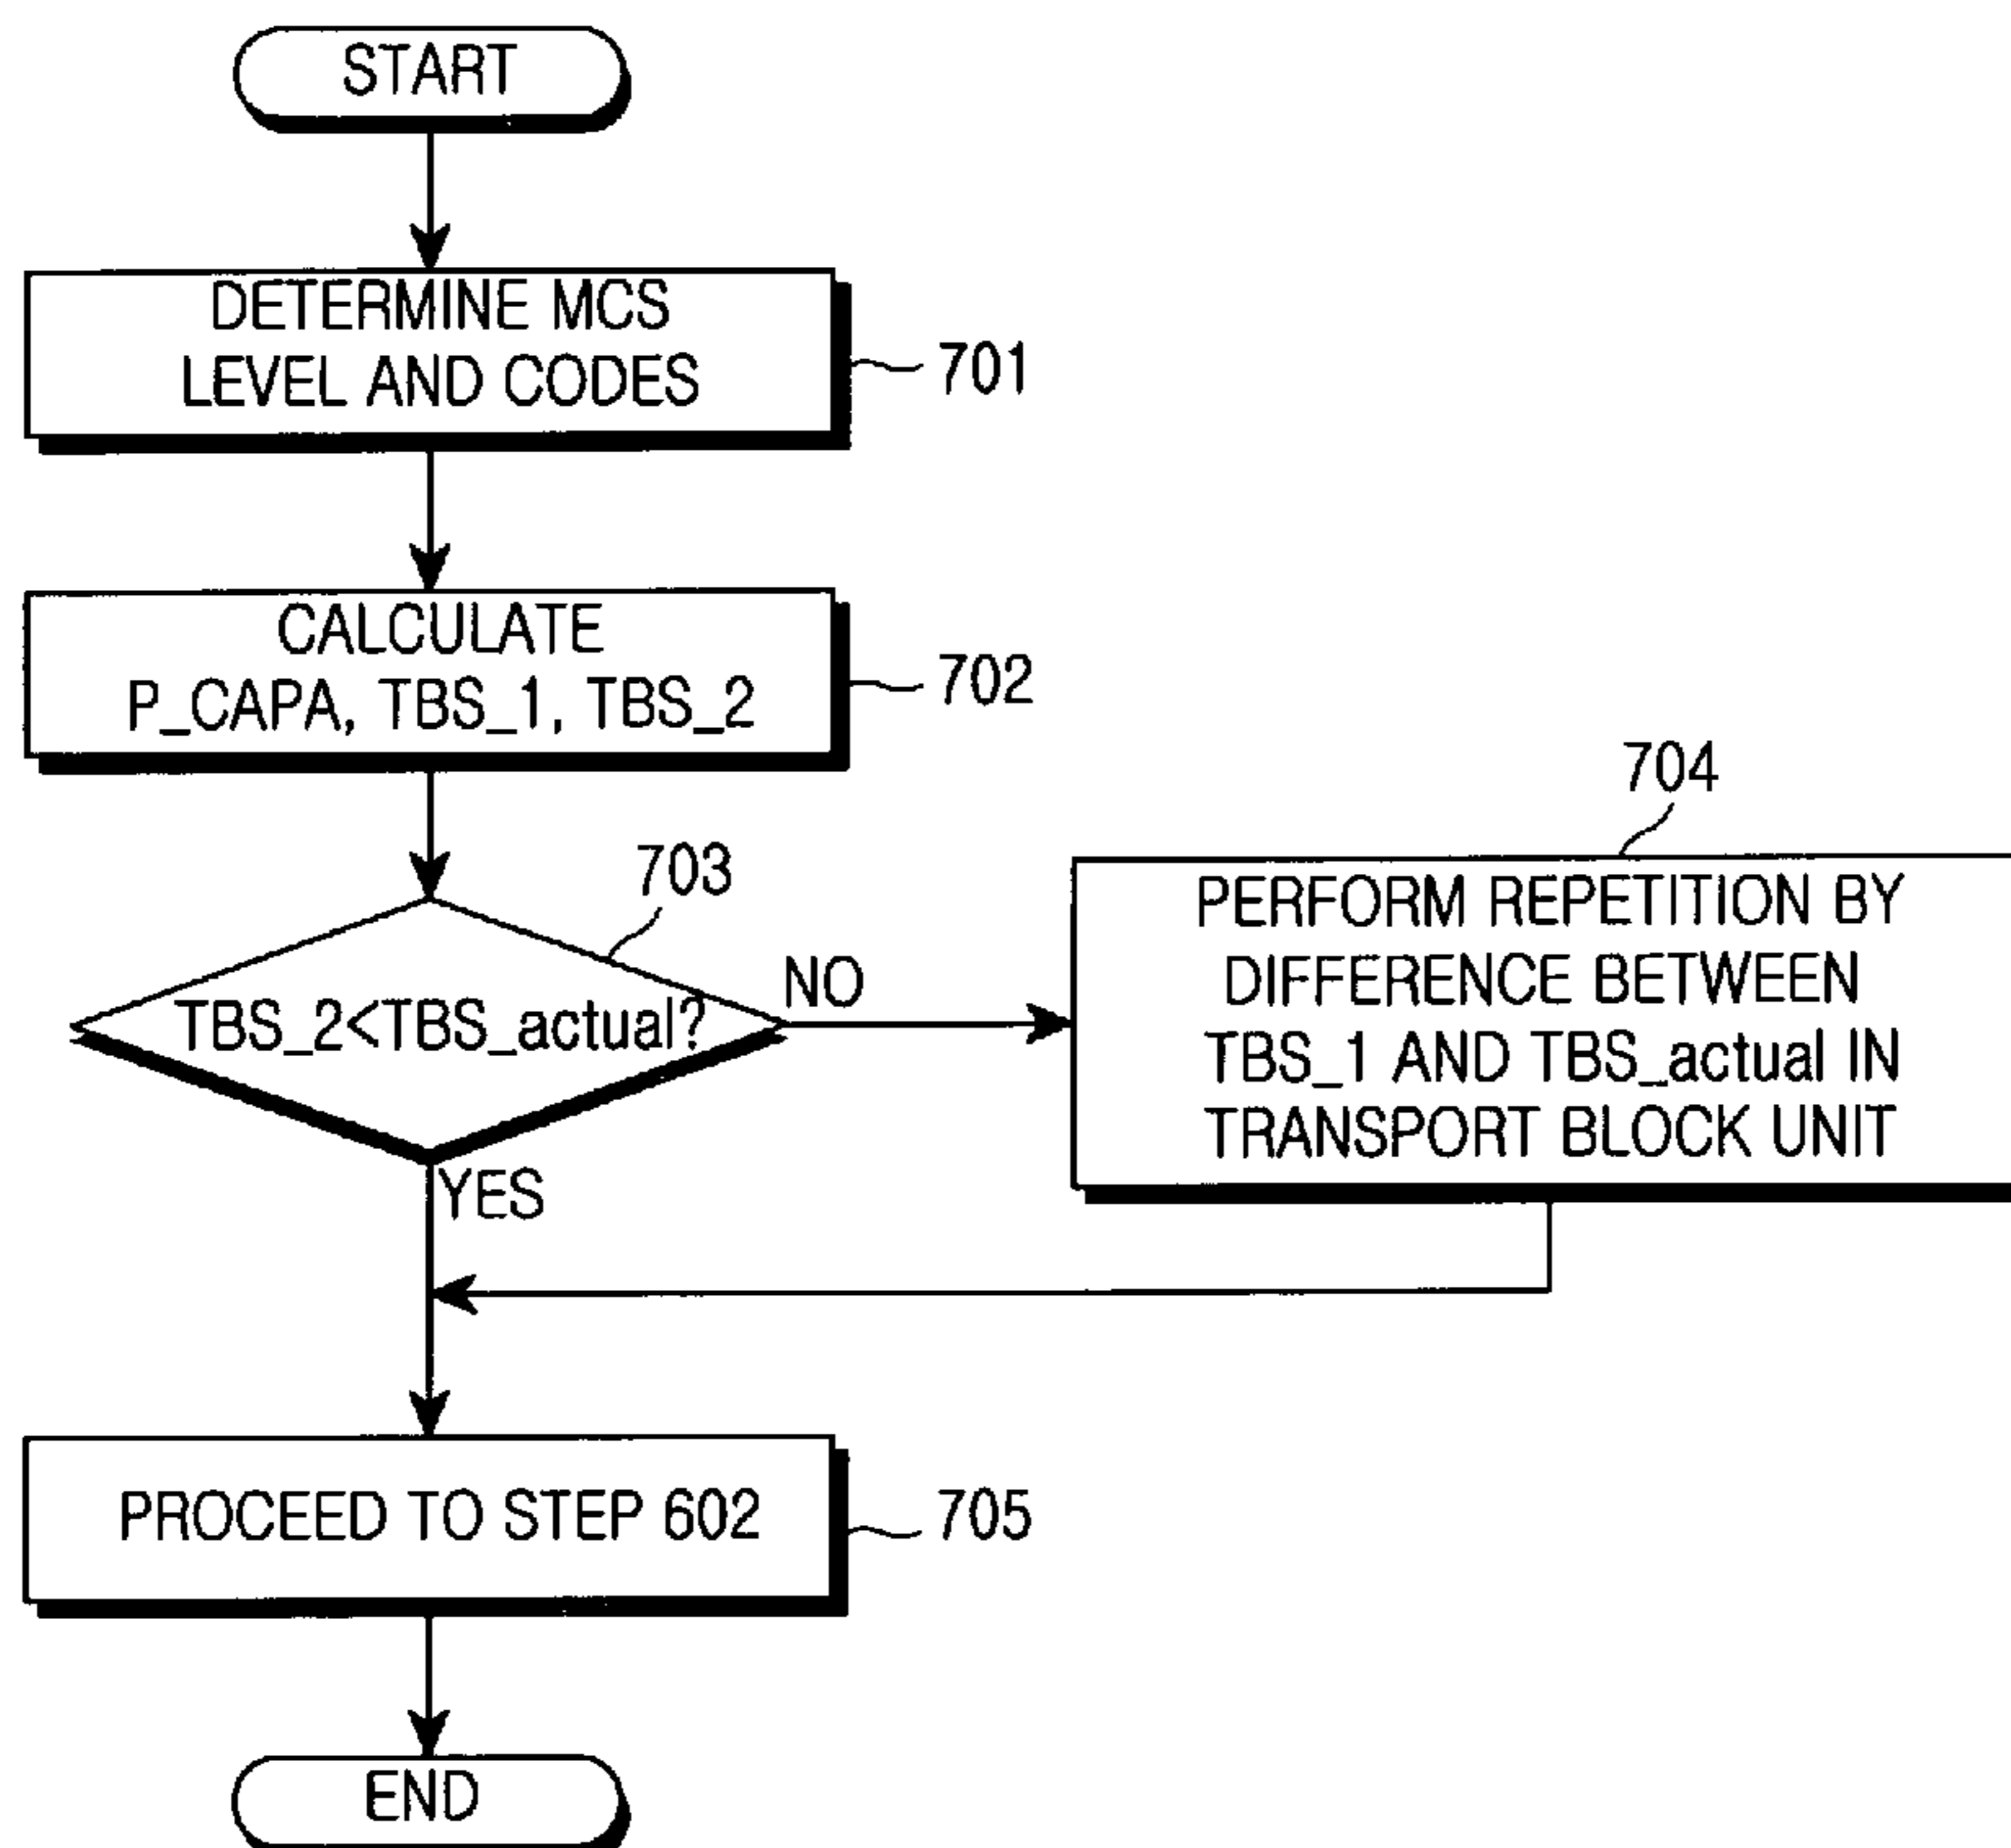 START
DETERMINE MCS
LEVEL AND CODES
701
CALCULATE
P_CAPA, TBS_1, TBS_2
702
703
TBS_2<TBS_actual?
NO
YES
704
PERFORM REPETITION BY
DIFFERENCE BETWEEN
TBS_1 AND TBS_actual IN
TRANSPORT BLOCK UNIT
PROCEED TO STEP 602
705
END